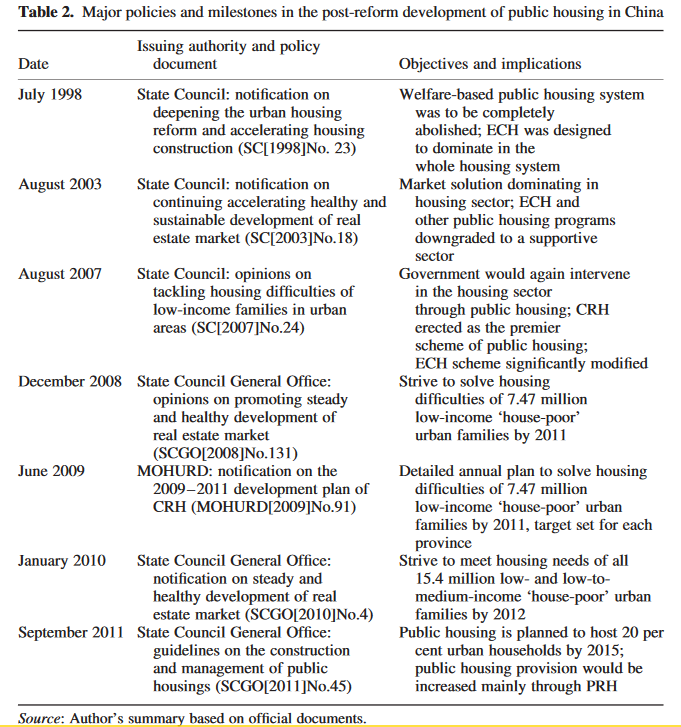 Table 2. Major policies and milestones in the post-reform development of public housing in China
Date
Issuing authority and policy
document
Objectives and implications
July 1998
State Council: notification on
deepening the urban housing
reform and accelerating housing
construction (SC[1998]No. 23)
Welfare-based public housing system
was to be completely
abolished; ECH was designed
to dominate in the
whole housing system
August 2003
State Council: notification on
continuing accelerating healthy and
sustainable development of real
estate market (SC[2003]No.18)
Market solution dominating in
housing sector; ECH and
other public housing programs
downgraded to a supportive
sector
August 2007
State Council: opinions on
tackling housing difficulties of
low-income families in urban
areas (SC[2007]No.24)
Government would again intervene
in the housing sector
through public housing; CRH
erected as the premier
scheme of public housing;
ECH scheme significantly modified
December 2008
State Council General Office:
opinions on promoting steady
and healthy development of
real estate market
(SCGO[2008]No.131)
Strive to solve housing
difficulties of 7.47 million
low-income ‘house-poor’
urban families by 2011
June 2009
MOHURD: notification on the
2009–2011 development plan of
CRH (MOHURD[2009]No.91)
Detailed annual plan to solve housing
difficulties of 7.47 million
low-income ‘house-poor’ urban
families by 2011, target set for each
province
January 2010
State Council General Office:
notification on steady and
healthy development of real
estate market (SCGO[2010]No.4)
Strive to meet housing needs of all
15.4 million low- and low-to-
medium-income ‘house-poor’ urban
families by 2012
September 2011
State Council General Office:
guidelines on the construction
and management of public
housings (SCGO[2011]No.45)
Public housing is planned to host 20 per
cent urban households by 2015;
public housing provision would be
increased mainly through PRH
Source: Author’s summary based on official documents.